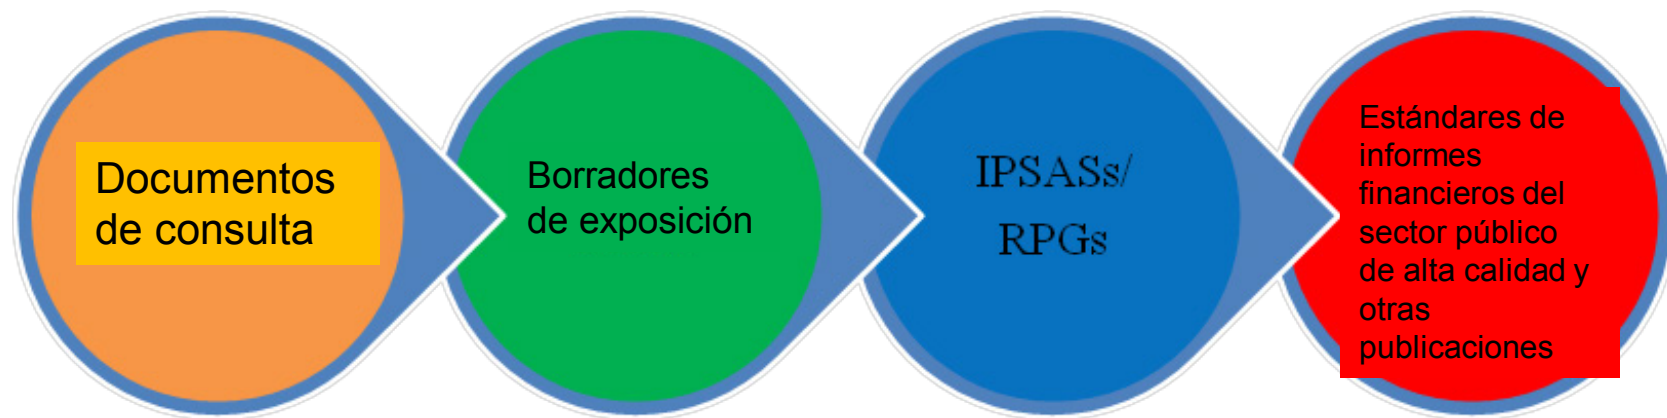 Documentos
de consulta
Borradores
de exposición
IPSASs/
RPGs
Estándares de
informes
financieros del
sector público
de alta calidad y
otras
publicaciones